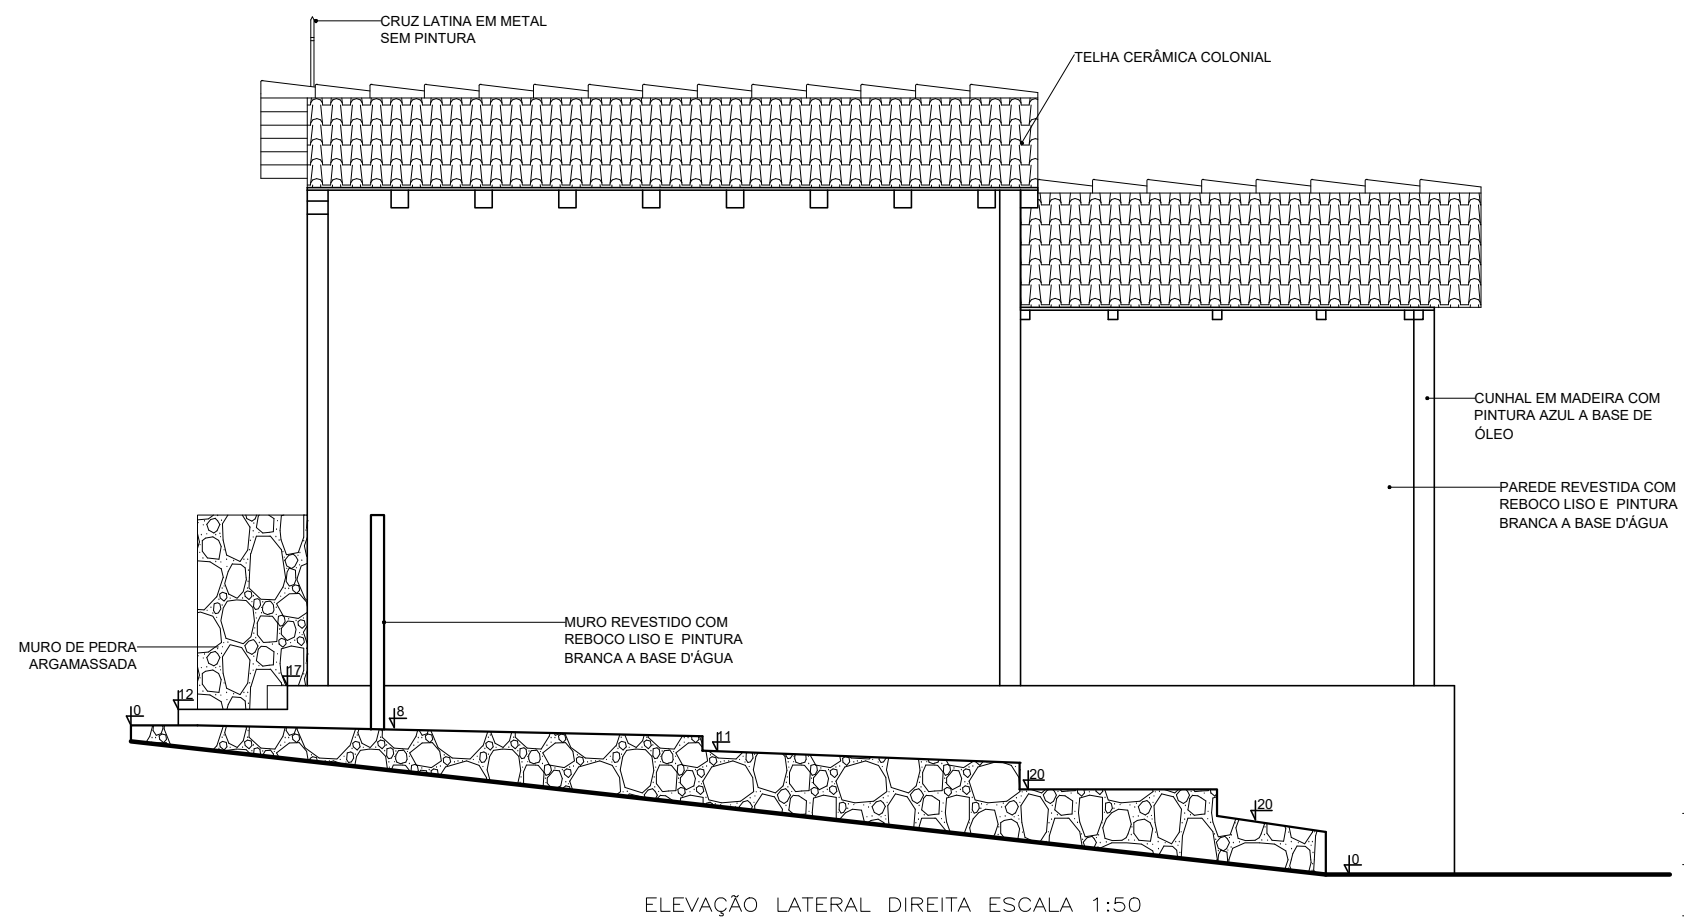 CRUZ LATINA EM METAL
SEM PINTURA
TELHA CERÂMICA COLONIAL
CUNHAL EM MADEIRA COM
PINTURA AZUL A BASE DE
ÓLEO
PAREDE REVESTIDA COM
REBOCO LISO E PINTURA
BRANCA A BASE D'ÁGUA
MURO REVESTIDO COM
REBOCO LISO E PINTURA
BRANCA A BASE D'ÁGUA
MURO DE PEDRA
ARGAMASSADA
17
12
0
8
11
20
20
0
ELEVAÇÃO LATERAL DIREITA ESCALA 1:50